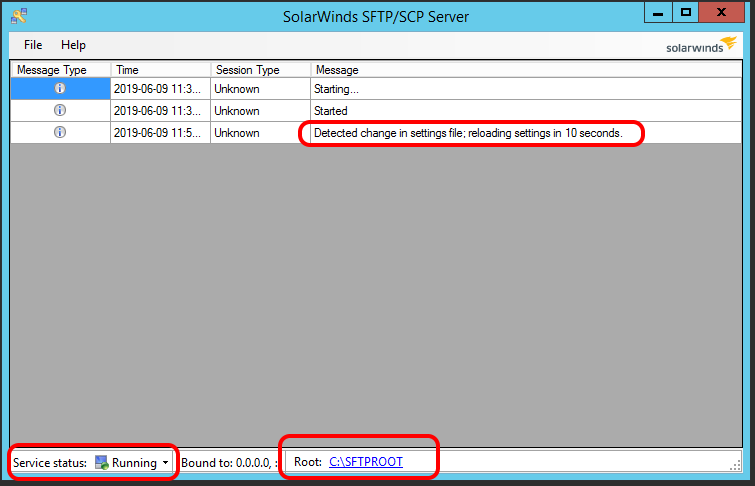 SolarWinds SFTP/SCP Server
File Help
solarwinds
Message Type Time Session Type Message
2019-06-09 11:3... Unknown Starting...
2019-06-09 11:3... Unknown Started
2019-06-09 11:5... Unknown Detected change in settings file; reloading settings in 10 seconds.
Service status: Running Bound to: 0.0.0.0, : Root: C:\SFTPROOT